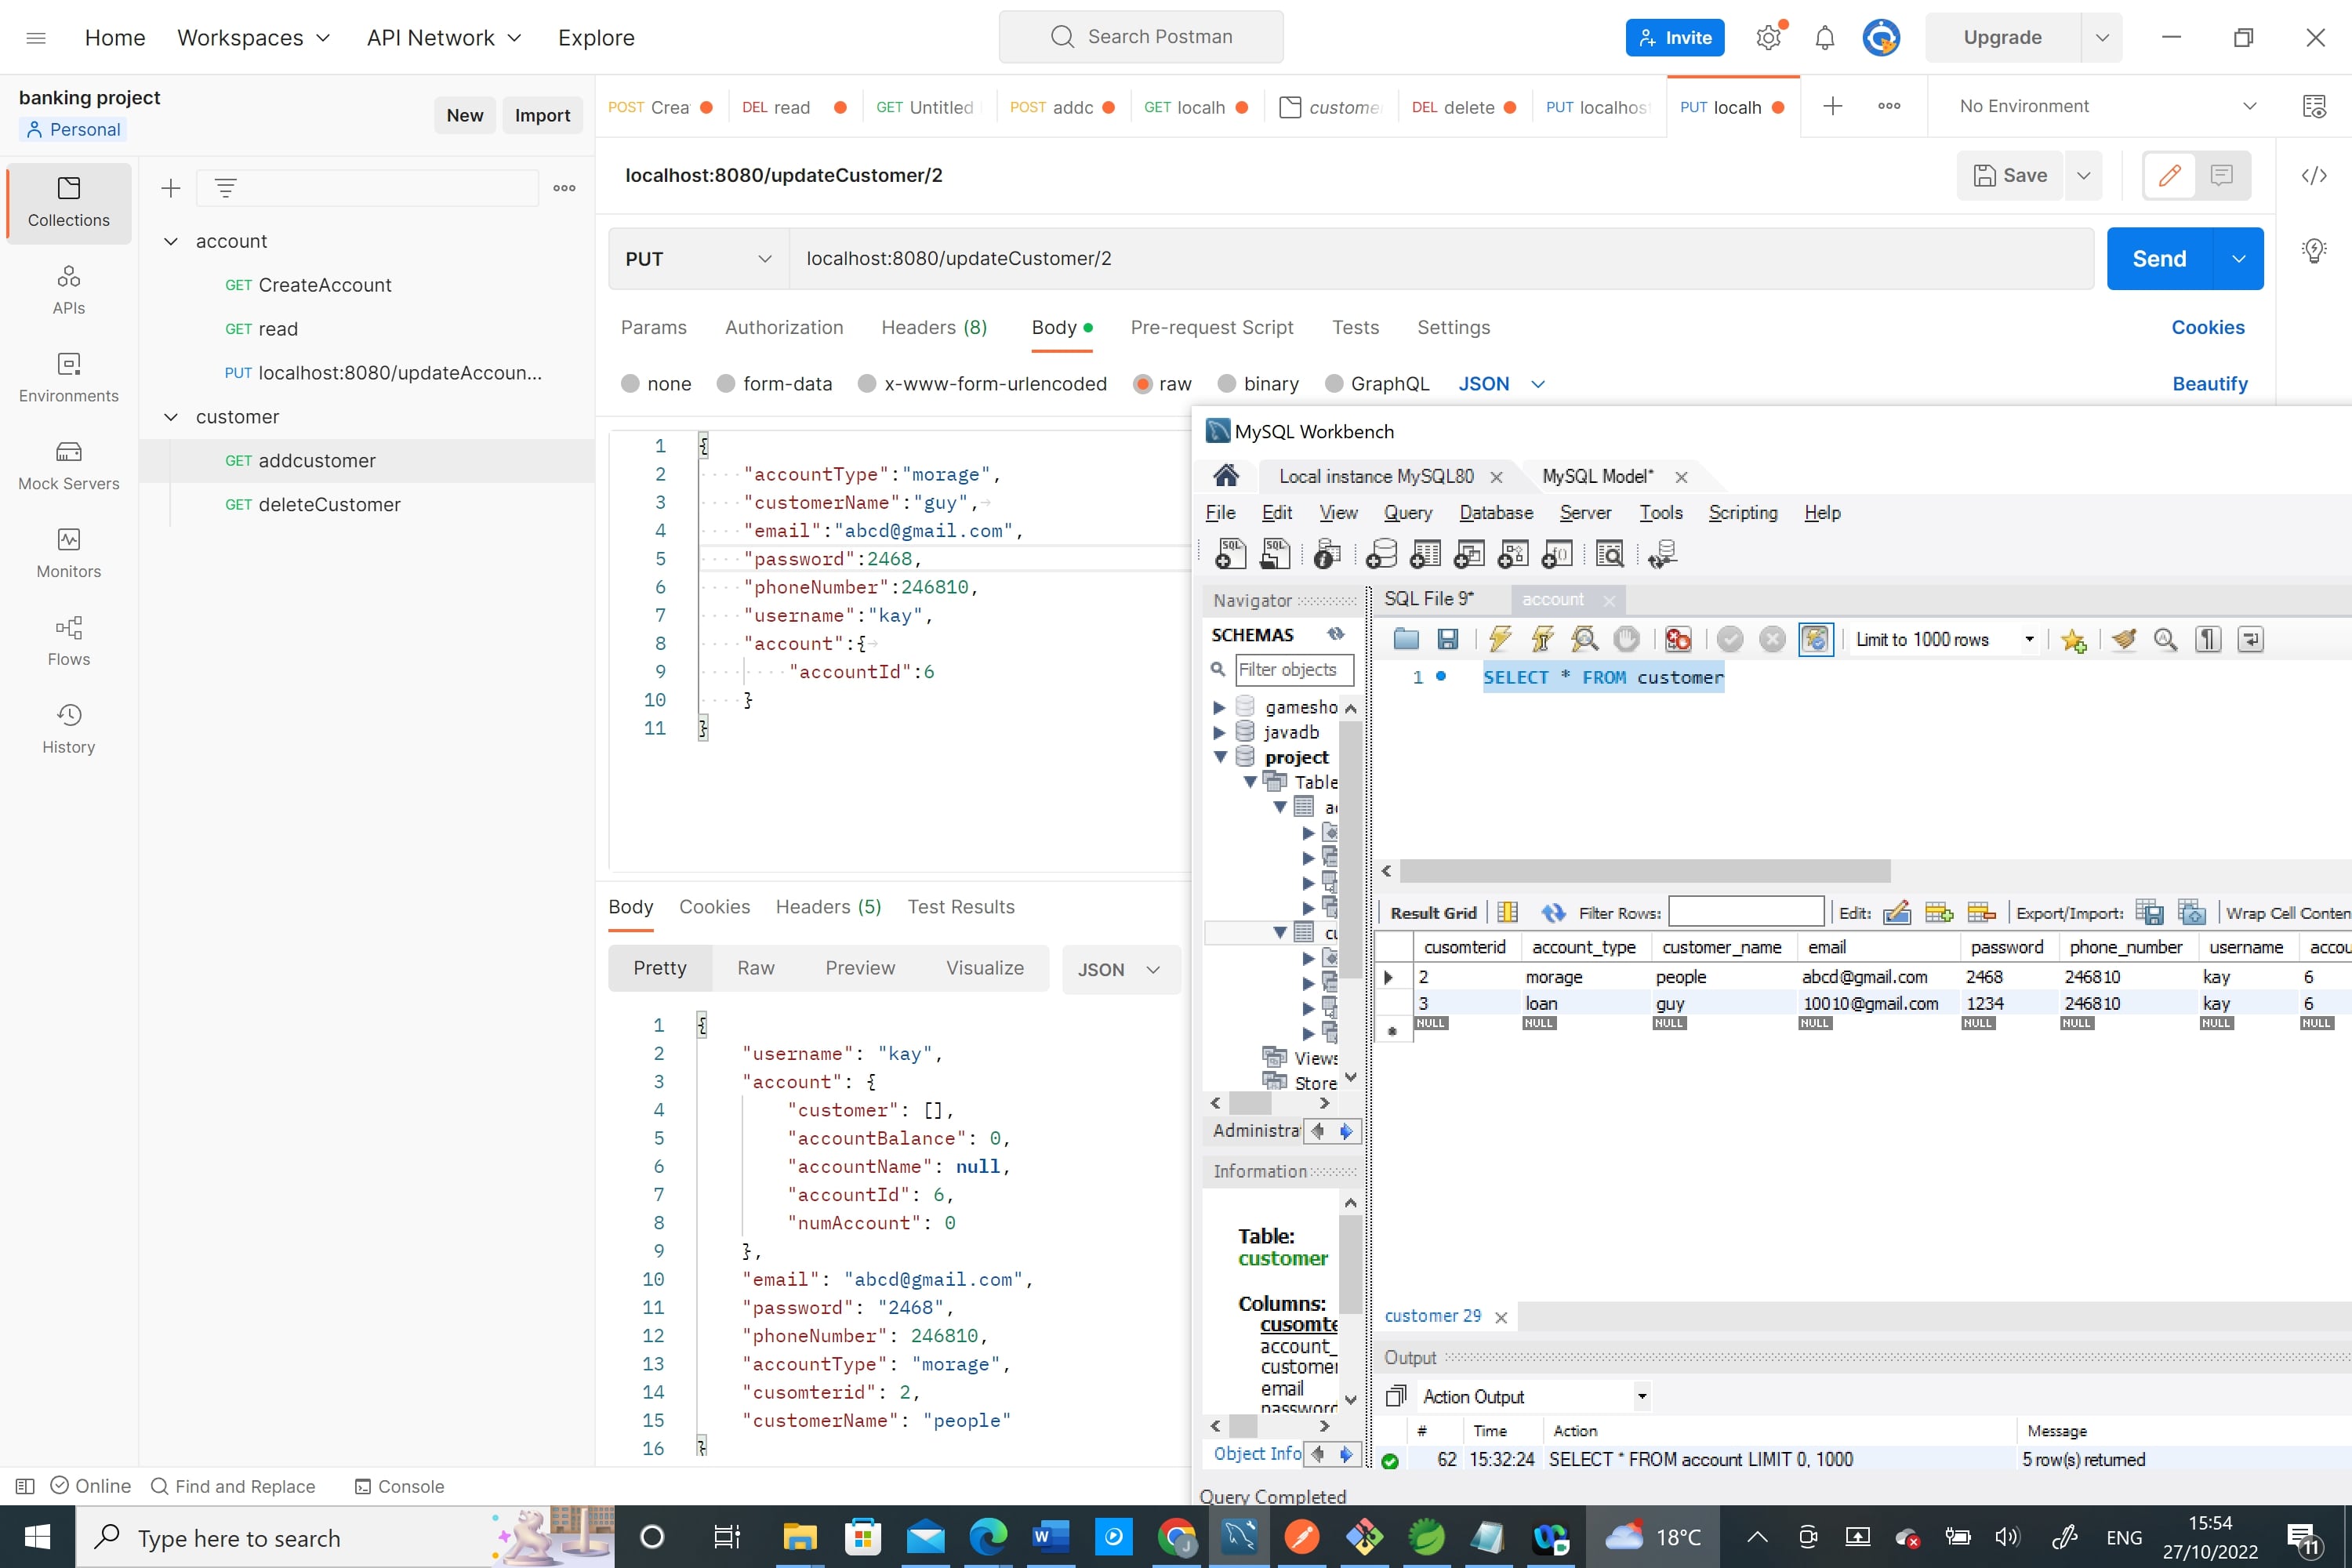 Home Workspaces API Network Explore Search Postman Invite Upgrade
banking project
Personal
New Import
POST Crea DEL read GET Untitled POST addc GET localh custome DEL delete PUT localhos PUT localh No Environment
localhost:8080/updateCustomer/2
Save
PUT localhost:8080/updateCustomer/2 Send
Params Authorization Headers (8) Body Pre-request Script Tests Settings Cookies
none form-data x-www-form-urlencoded raw binary GraphQL JSON Beautify
Collections
APIs
Environments
Mock Servers
Monitors
Flows
History
account
GET CreateAccount
GET read
PUT localhost:8080/updateAccoun...
customer
GET addcustomer
GET deleteCustomer
1 {
2 "accountType":"morage",
3 "customerName":"guy",
4 "email":"abcd@gmail.com",
5 "password":2468,
6 "phoneNumber":246810,
7 "username":"kay",
8 "account":{
9 "accountId":6
10 }
11 }
Body Cookies Headers (5) Test Results
Pretty Raw Preview Visualize JSON
1 {
2 "username": "kay",
3 "account": {
4 "customer": [],
5 "accountBalance": 0,
6 "accountName": null,
7 "accountId": 6,
8 "numAccount": 0
9 },
10 "email": "abcd@gmail.com",
11 "password": "2468",
12 "phoneNumber": 246810,
13 "accountType": "morage",
14 "cusomterid": 2,
15 "customerName": "people"
16 }
MySQL Workbench
Local instance MySQL80 MySQL Model*
File Edit View Query Database Server Tools Scripting Help
Navigator
SCHEMAS
Filter objects
gamesho
javadb
project
Table
Views
Store
Administra
Information
Table:
customer
Columns:
cusomte
account_
customer
email
password
Object Info
SQL File 9* account
Limit to 1000 rows
1 SELECT * FROM customer
Result Grid Filter Rows: Edit: Export/Import: Wrap Cell Conten
cusomterid account_type customer_name email password phone_number username accou
2 morage people abcd@gmail.com 2468 246810 kay 6
3 loan guy 10010@gmail.com 1234 246810 kay 6
NULL NULL NULL NULL NULL NULL NULL NULL
customer 29
Output
Action Output
# Time Action Message
62 15:32:24 SELECT * FROM account LIMIT 0, 1000 5 row(s) returned
Query Completed
Online Find and Replace Console
Type here to search
18°C
ENG
15:54
27/10/2022
11